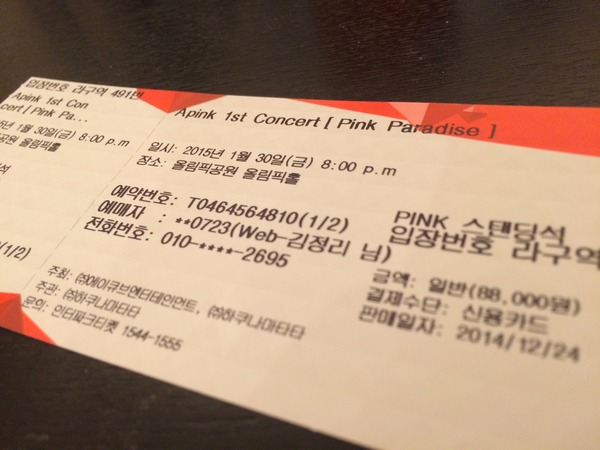 입장번호 라구역 491번
Apink 1st Con
cert [ Pink Pa...
5년 1월 30일(금) 8:00 p.m
픽공원 올림픽홀
(1/2)
Apink 1st Concert [ Pink Paradise ]
일시: 2015년 1월 30일(금) 8:00 p.m
장소: 올림픽공원 올림픽홀
예약번호: T0464564810(1/2)
예매자 : **0723(Web-김정리 님)
전화번호: 010-****-2695
주최: ㈜에이큐브엔터테인먼트, ㈜하쿠나마타타
주관: ㈜하쿠나마타타
문의: 인터파크티켓 1544-1555
PINK 스탠딩석
입장번호 라구역
금액: 일반(88,000원)
결제수단: 신용카드
판매일자: 2014/12/24